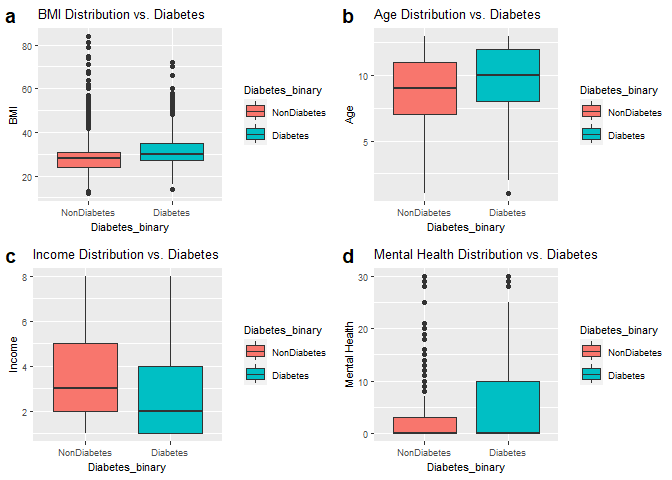 a
BMI Distribution vs. Diabetes
80
60
40
20
BMI
NonDiabetes
Diabetes
Diabetes_binary
Diabetes_binary
NonDiabetes
Diabetes
b
Age Distribution vs. Diabetes
10
5
Age
NonDiabetes
Diabetes
Diabetes_binary
Diabetes_binary
NonDiabetes
Diabetes
c
Income Distribution vs. Diabetes
8
6
4
2
Income
NonDiabetes
Diabetes
Diabetes_binary
Diabetes_binary
NonDiabetes
Diabetes
d
Mental Health Distribution vs. Diabetes
30
20
10
0
Mental Health
NonDiabetes
Diabetes
Diabetes_binary
Diabetes_binary
NonDiabetes
Diabetes